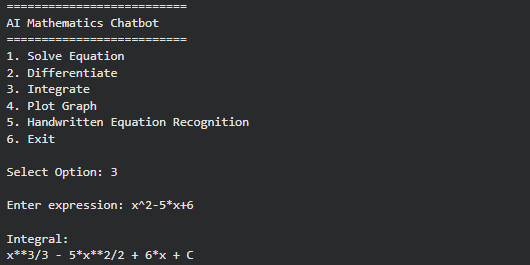 ==========================
AI Mathematics Chatbot
==========================
1. Solve Equation
2. Differentiate
3. Integrate
4. Plot Graph
5. Handwritten Equation Recognition
6. Exit
Select Option: 3
Enter expression: x^2-5*x+6
Integral:
x**3/3 - 5*x**2/2 + 6*x + C